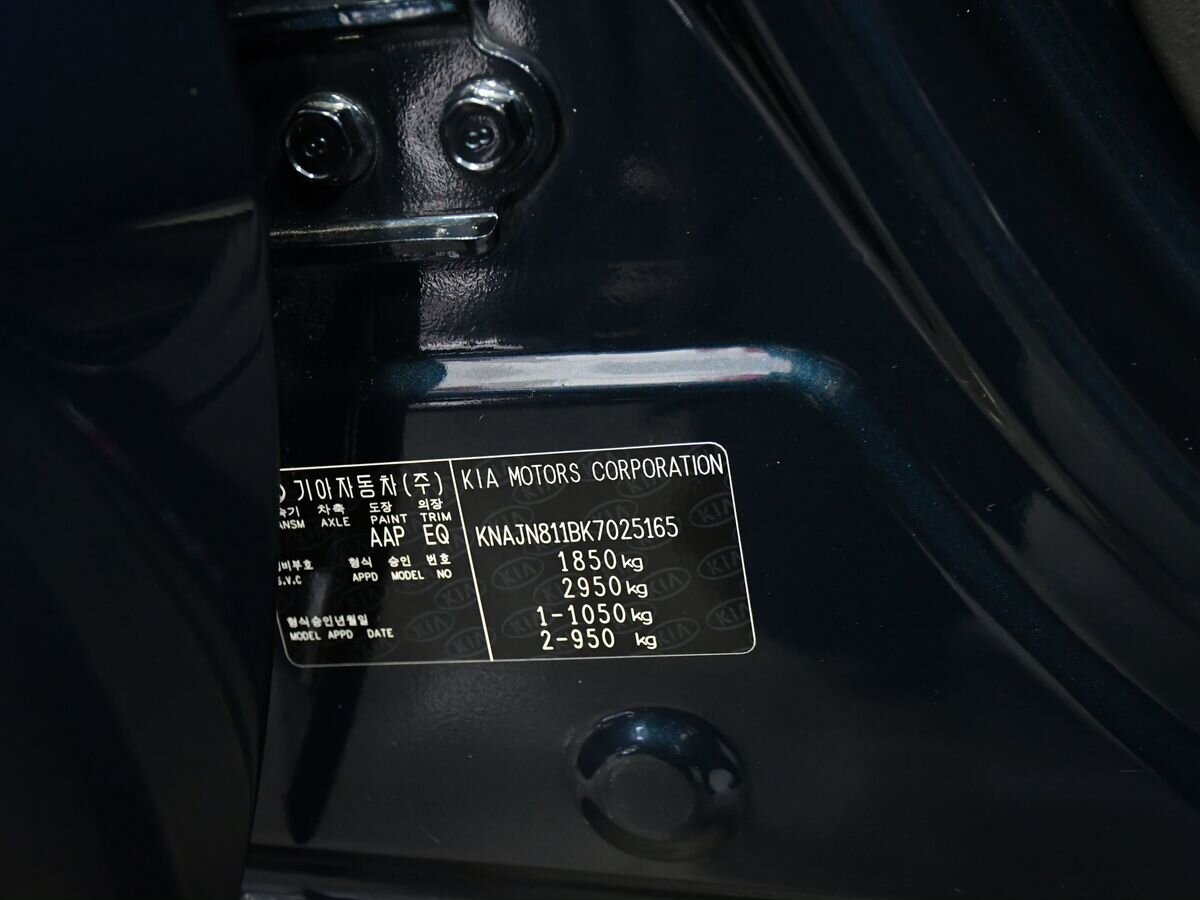 기아자동차(주) KIA MOTORS CORPORATION
차축 도장 의장
AXLE PAINT TRIM
AAP EQ
KNAJN811BK7025165
형식 승인 번호
APPD MODEL NO
1850kg
2950kg
1-1050kg
형식승인년월일
MODEL APPD DATE
2-950 kg